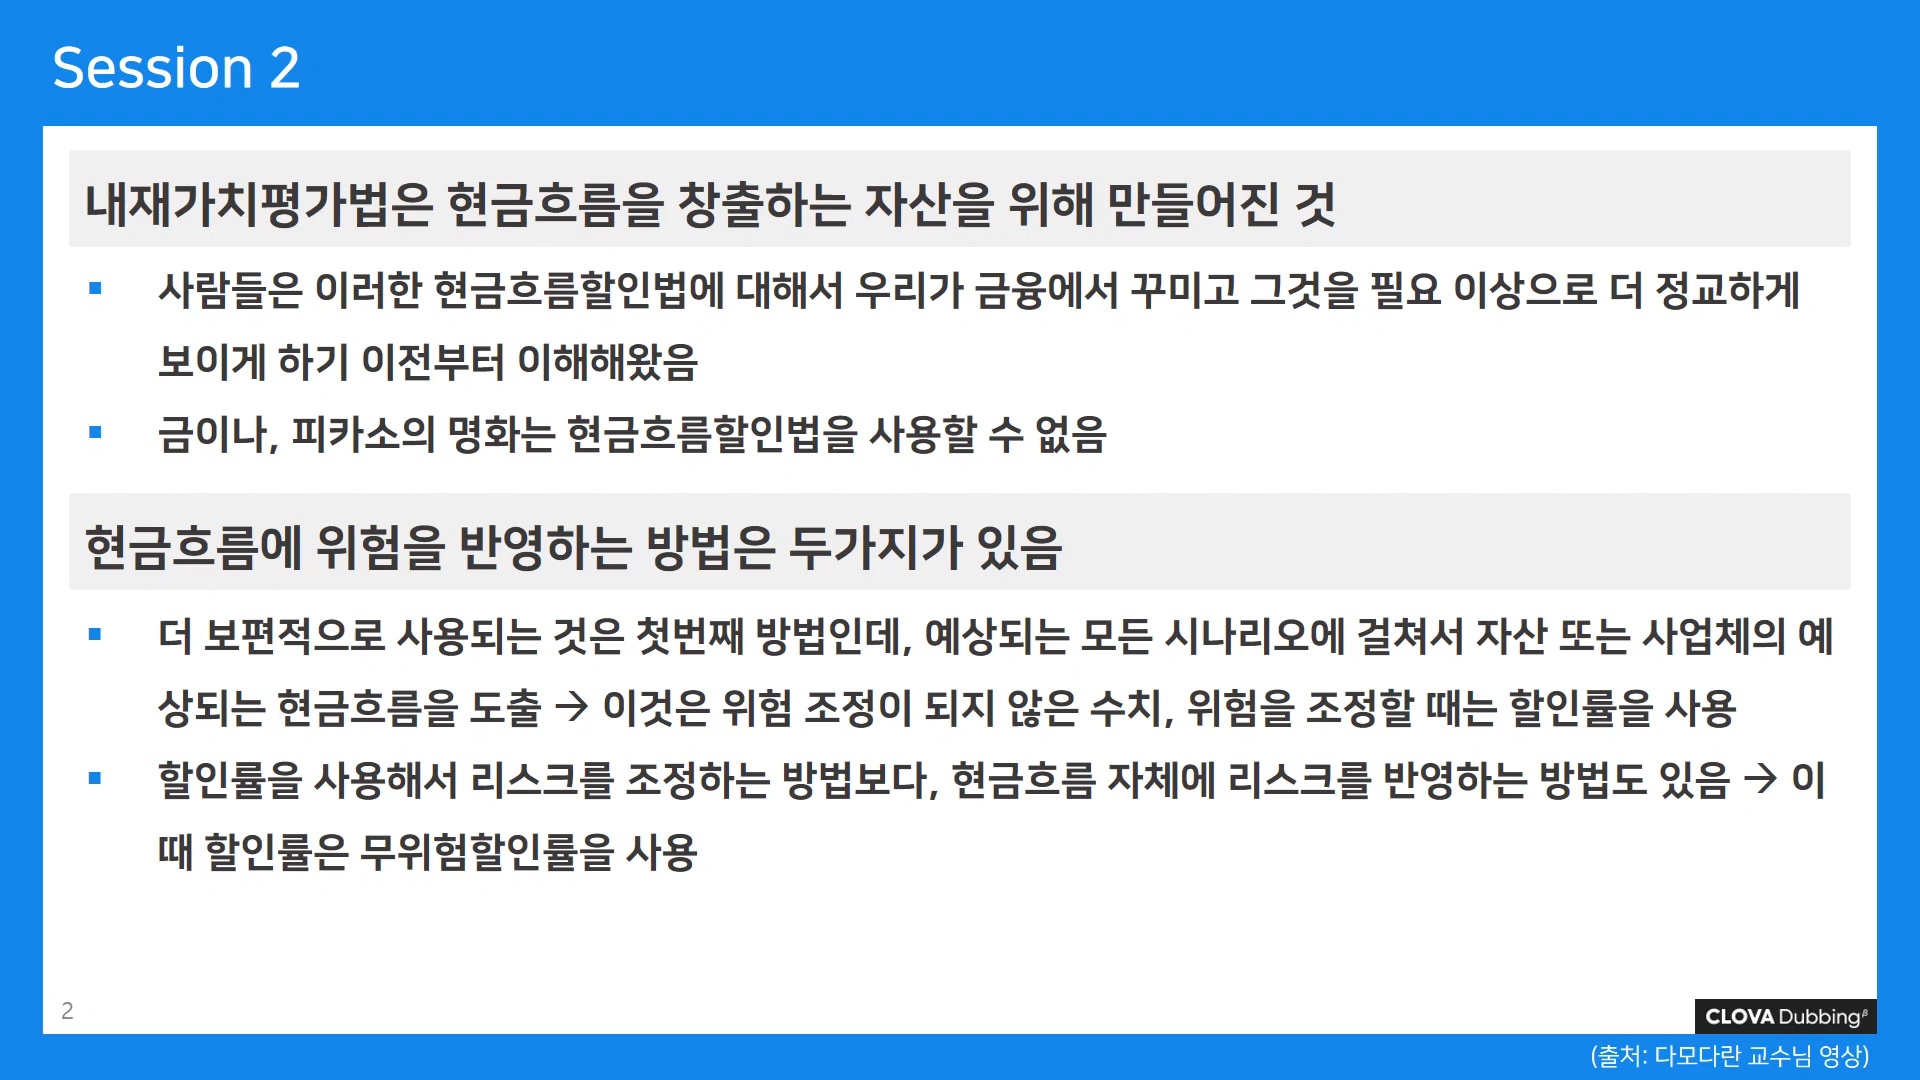 Session 2
내재가치평가법은 현금흐름을 창출하는 자산을 위해 만들어진 것
▪ 사람들은 이러한 현금흐름할인법에 대해서 우리가 금융에서 꾸미고 그것을 필요 이상으로 더 정교하게
보이게 하기 이전부터 이해해왔음
▪ 금이나, 피카소의 명화는 현금흐름할인법을 사용할 수 없음
현금흐름에 위험을 반영하는 방법은 두가지가 있음
▪ 더 보편적으로 사용되는 것은 첫번째 방법인데, 예상되는 모든 시나리오에 걸쳐서 자산 또는 사업체의 예
상되는 현금흐름을 도출 → 이것은 위험 조정이 되지 않은 수치, 위험을 조정할 때는 할인률을 사용
▪ 할인률을 사용해서 리스크를 조정하는 방법보다, 현금흐름 자체에 리스크를 반영하는 방법도 있음 → 이
때 할인률은 무위험할인률을 사용
2
CLOVA Dubbing β
(출처: 다모다란 교수님 영상)